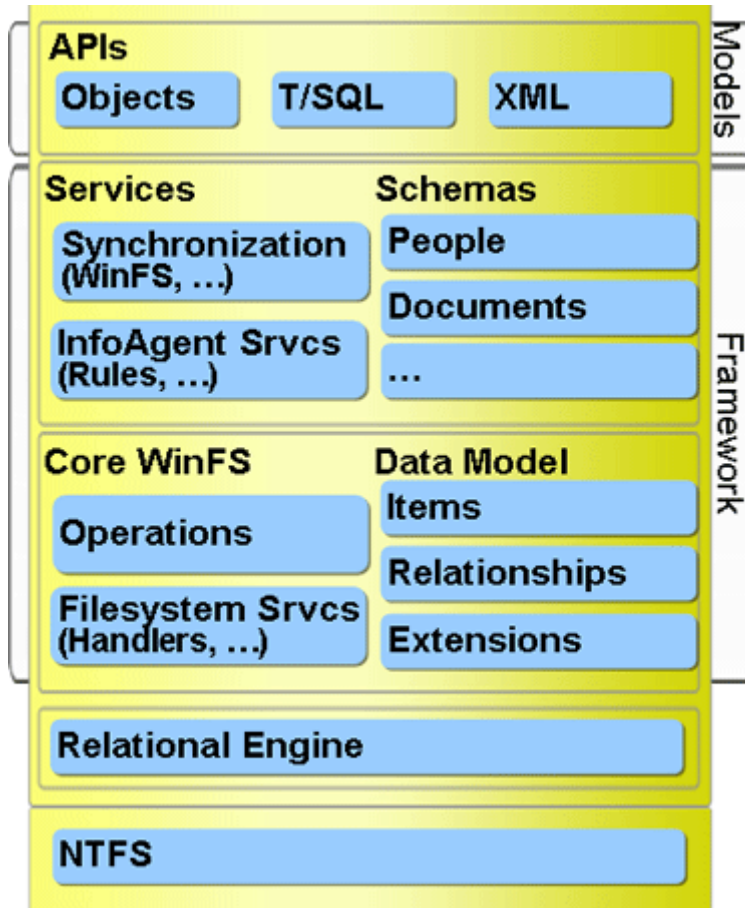 APIs
Objects
T/SQL
XML
Models
Services
Synchronization
(WinFS, ...)
InfoAgent Srvcs
(Rules, ...)
Schemas
People
Documents
...
Framework
Core WinFS
Operations
Filesystem Srvcs
(Handlers, ...)
Data Model
Items
Relationships
Extensions
Relational Engine
NTFS